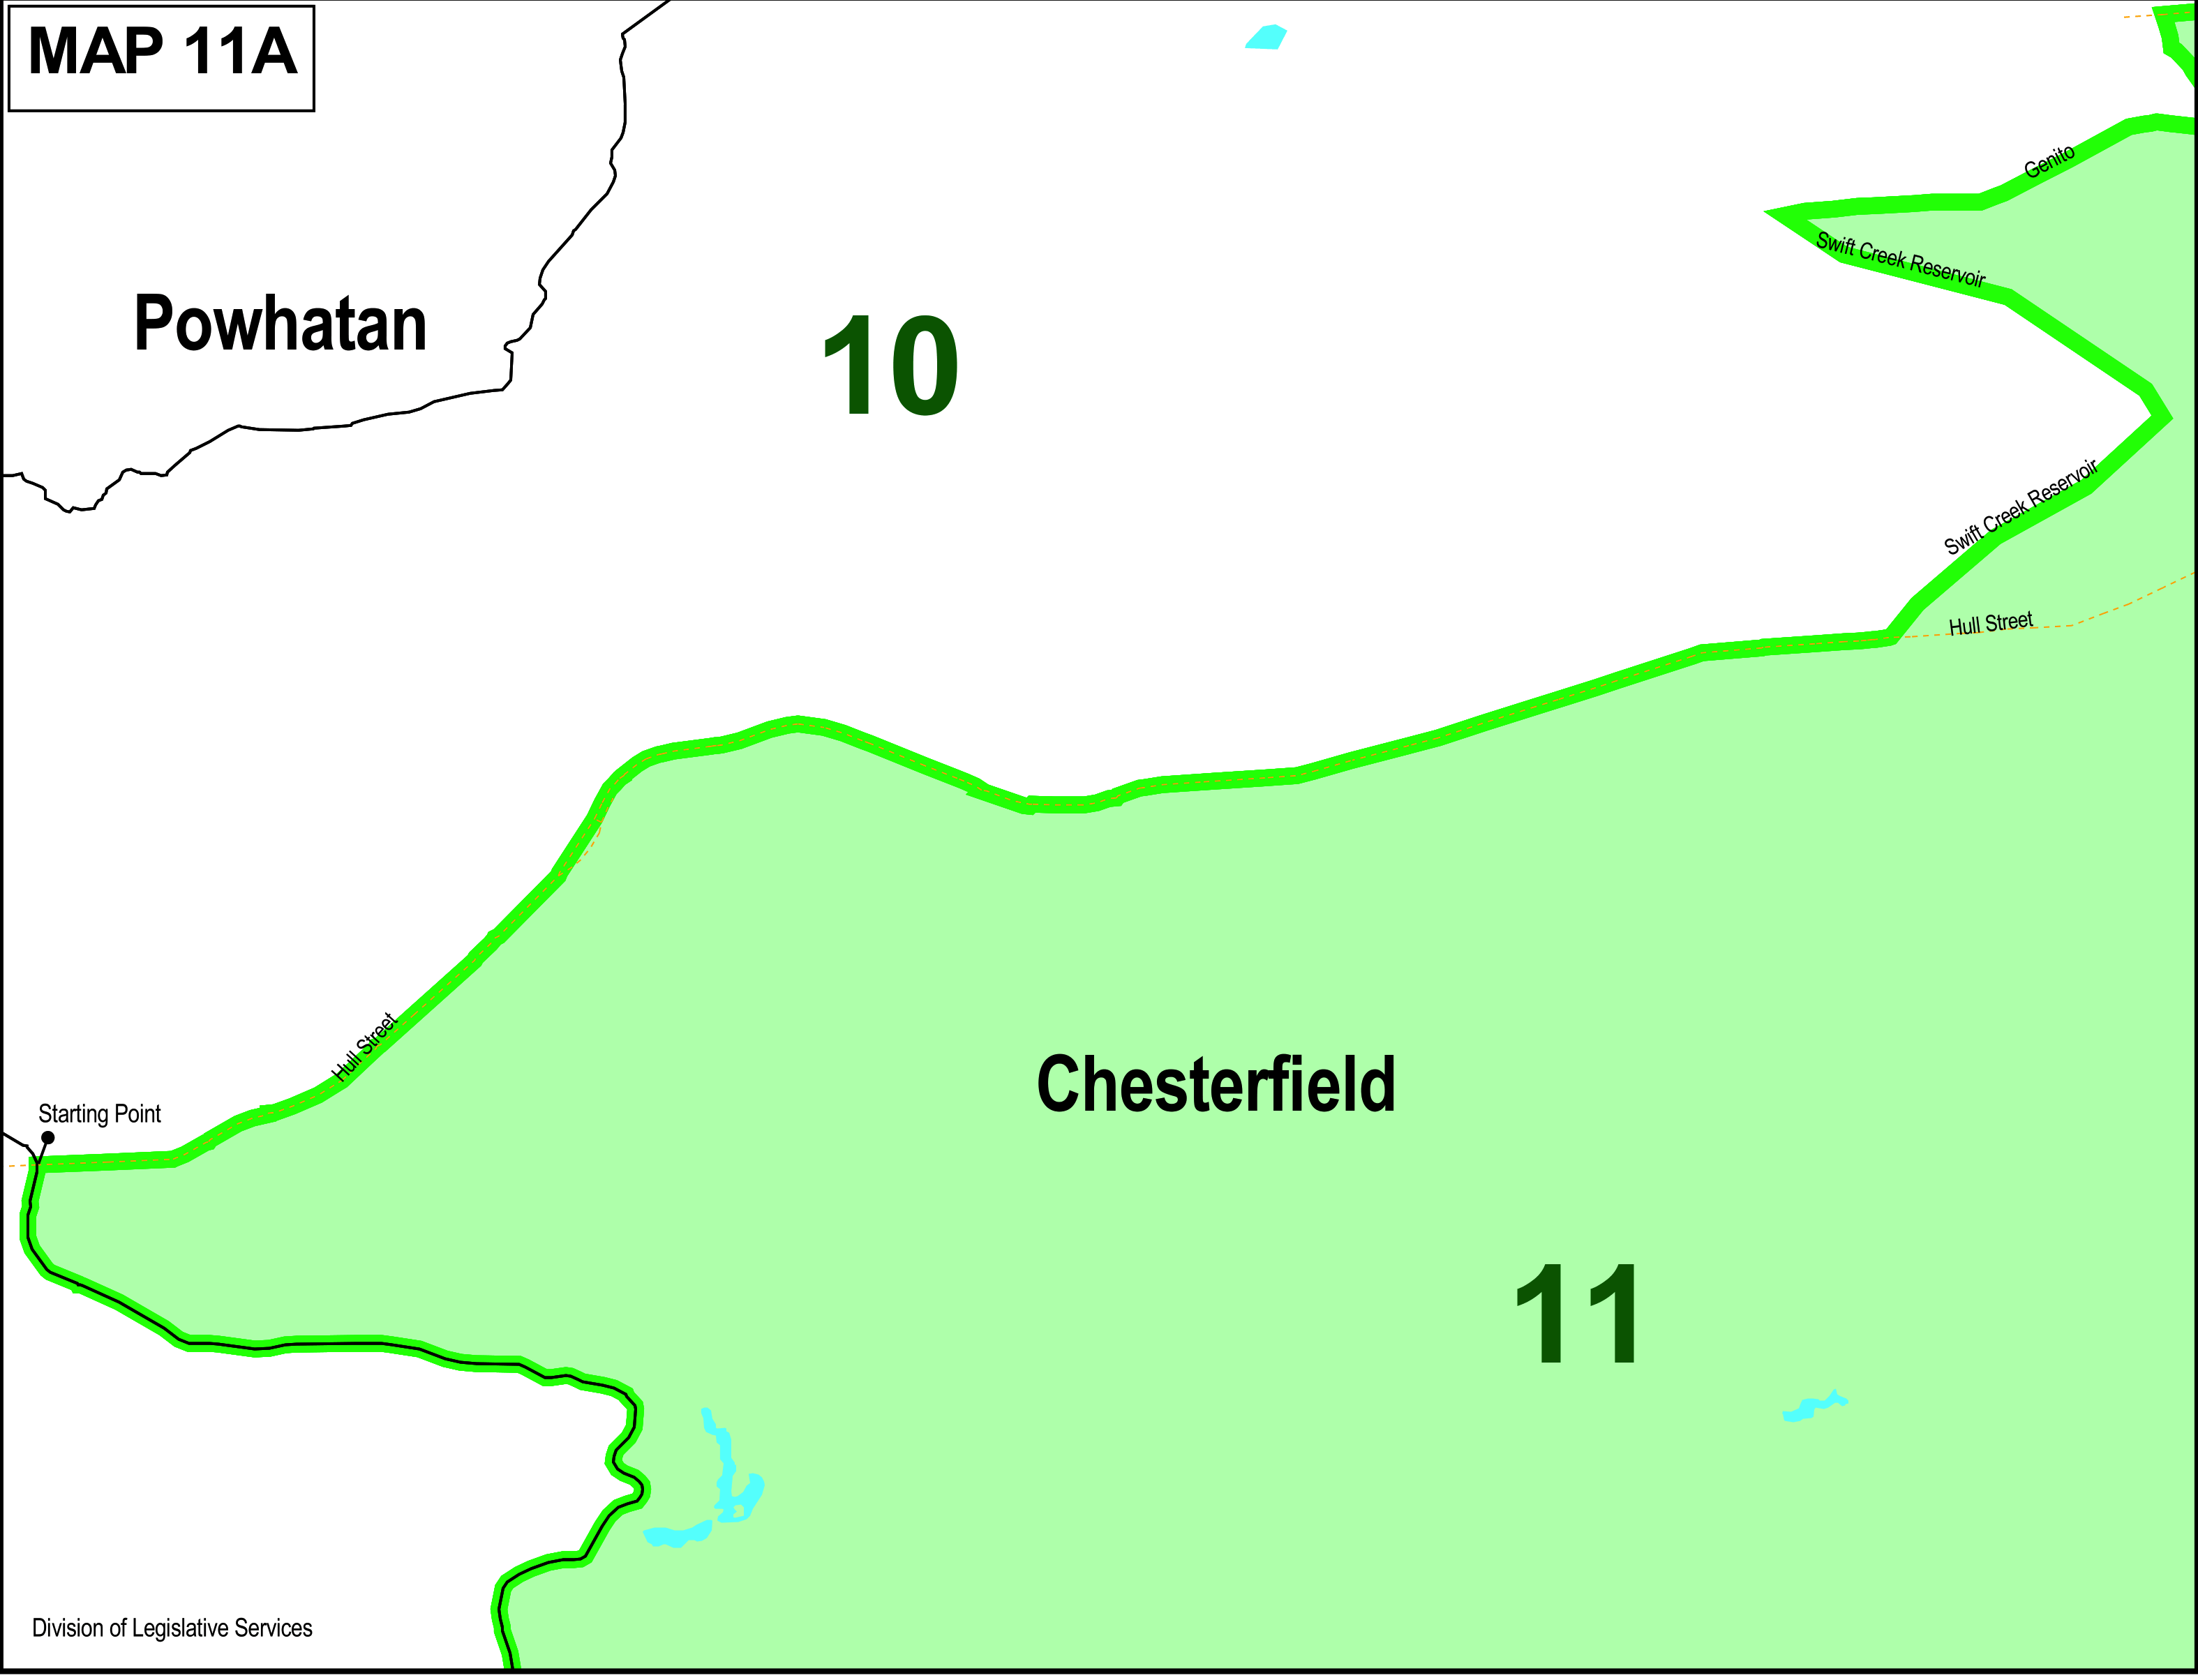 MAP 11A
Genito
Swift Creek Reservoir
Powhatan
10
Swift Creek Reservoir
Hull Street
Hull Street
Chesterfield
Starting Point
11
Division of Legislative Services